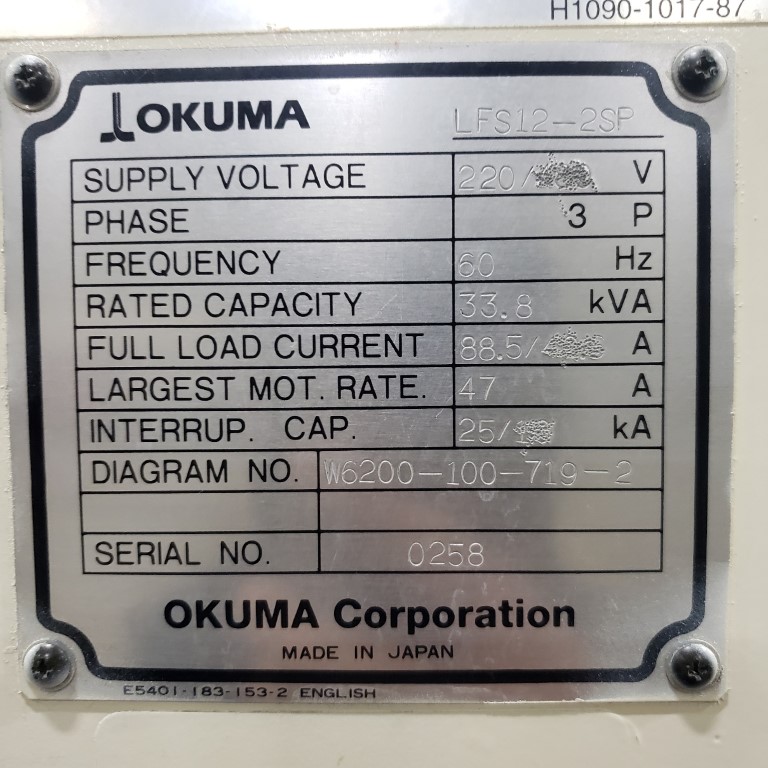 H1090-1017-87
OKUMA LFS12-2SP
SUPPLY VOLTAGE 220/ V
PHASE 3 P
FREQUENCY 60 Hz
RATED CAPACITY 33.8 kVA
FULL LOAD CURRENT 88.5/ A
LARGEST MOT. RATE. 47 A
INTERRUP. CAP. 25/ kA
DIAGRAM NO. W6200-100-719-2
SERIAL NO. 0258
OKUMA Corporation
MADE IN JAPAN
E5401-183-153-2 ENGLISH